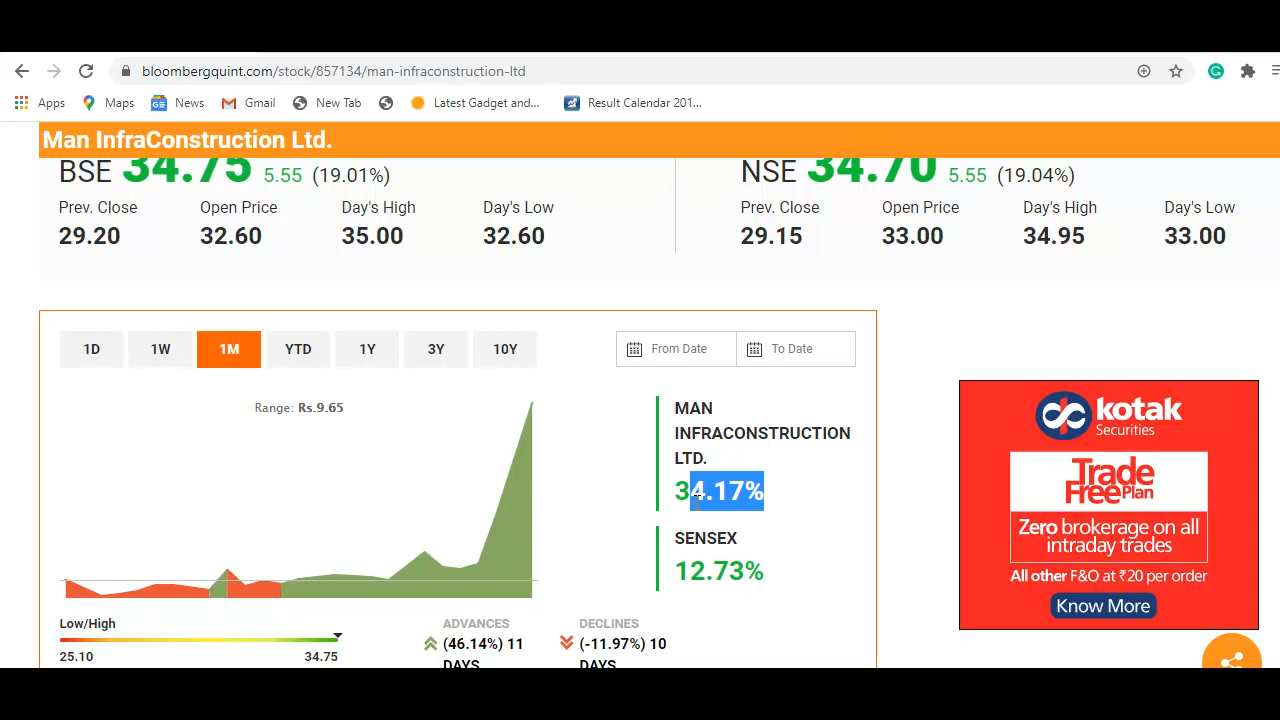 bloombergquint.com/stock/857134/man-infraconstruction-ltd
Apps Maps News Gmail New Tab Latest Gadget and... Result Calendar 201...
Man InfraConstruction Ltd.
BSE 34.75 5.55 (19.01%)
NSE 34.70 5.55 (19.04%)
Prev. Close Open Price Day's High Day's Low
29.20 32.60 35.00 32.60
Prev. Close Open Price Day's High Day's Low
29.15 33.00 34.95 33.00
1D 1W 1M YTD 1Y 3Y 10Y
From Date To Date
Range: Rs.9.65
MAN
INFRACONSTRUCTION
LTD.
34.17%
SENSEX
12.73%
Low/High
25.10 34.75
ADVANCES
(46.14%) 11
DAYS
DECLINES
(-11.97%) 10
DAYS
kotak
Securities
Trade
Free Plan
Zero brokerage on all
intraday trades
All other F&O at ₹20 per order
Know More